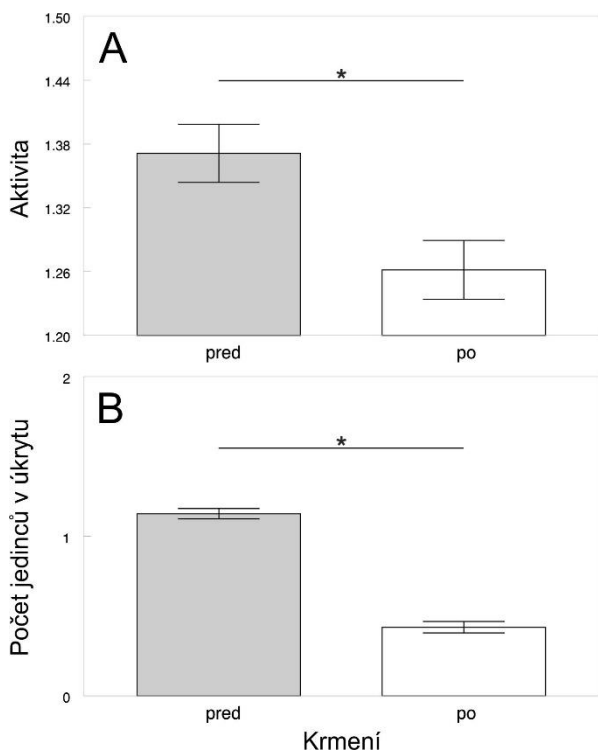 A
Aktivita
1.50
1.44
1.38
1.32
1.26
1.20
*
pred po
B
Počet jedinců v úkrytu
2
1
0
*
pred po
Krmení